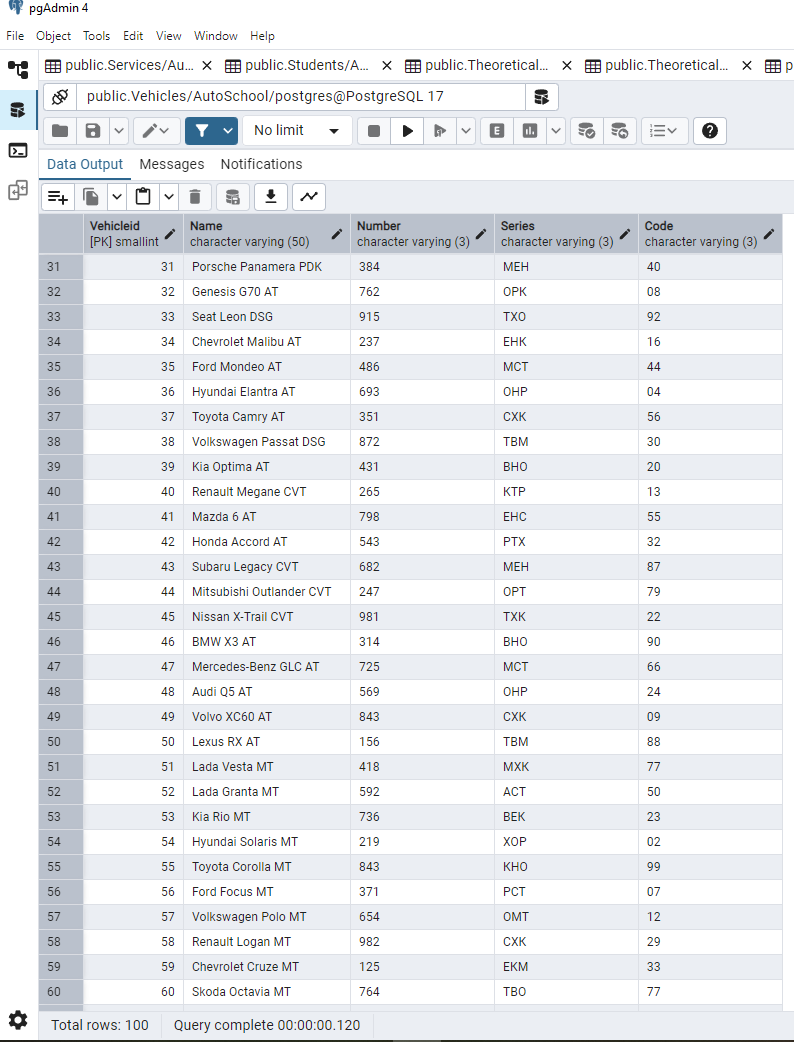 pgAdmin 4
File Object Tools Edit View Window Help
public.Services/Au... public.Students/A... public.Theoretical... public.Theoretical... p
public.Vehicles/AutoSchool/postgres@PostgreSQL 17
No limit
E
Data Output Messages Notifications
Vehicleid Name Number Series Code
[PK] smallint character varying (50) character varying (3) character varying (3) character varying (3)
31 31 Porsche Panamera PDK 384 MEH 40
32 32 Genesis G70 AT 762 OPK 08
33 33 Seat Leon DSG 915 TXO 92
34 34 Chevrolet Malibu AT 237 EHK 16
35 35 Ford Mondeo AT 486 MCT 44
36 36 Hyundai Elantra AT 693 OHP 04
37 37 Toyota Camry AT 351 CXK 56
38 38 Volkswagen Passat DSG 872 TBM 30
39 39 Kia Optima AT 431 BHO 20
40 40 Renault Megane CVT 265 KTP 13
41 41 Mazda 6 AT 798 EHC 55
42 42 Honda Accord AT 543 PTX 32
43 43 Subaru Legacy CVT 682 MEH 87
44 44 Mitsubishi Outlander CVT 247 OPT 79
45 45 Nissan X-Trail CVT 981 TXK 22
46 46 BMW X3 AT 314 BHO 90
47 47 Mercedes-Benz GLC AT 725 MCT 66
48 48 Audi Q5 AT 569 OHP 24
49 49 Volvo XC60 AT 843 CXK 09
50 50 Lexus RX AT 156 TBM 88
51 51 Lada Vesta MT 418 MXK 77
52 52 Lada Granta MT 592 ACT 50
53 53 Kia Rio MT 736 BEK 23
54 54 Hyundai Solaris MT 219 XOP 02
55 55 Toyota Corolla MT 843 KHO 99
56 56 Ford Focus MT 371 PCT 07
57 57 Volkswagen Polo MT 654 OMT 12
58 58 Renault Logan MT 982 CXK 29
59 59 Chevrolet Cruze MT 125 EKM 33
60 60 Skoda Octavia MT 764 TBO 77
Total rows: 100 Query complete 00:00:00.120